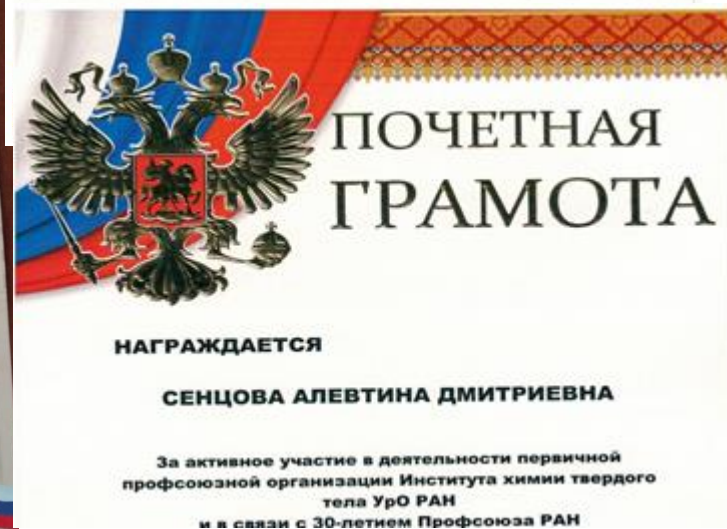 ПОЧЕТНАЯ
ГРАМОТА
НАГРАЖДАЕТСЯ
СЕНЦОВА АЛЕВТИНА ДМИТРИЕВНА
За активное участие в деятельности первичной
профсоюзной организации Института химии твердого
тела УрО РАН
и в связи с 30-летием Профсоюза РАН